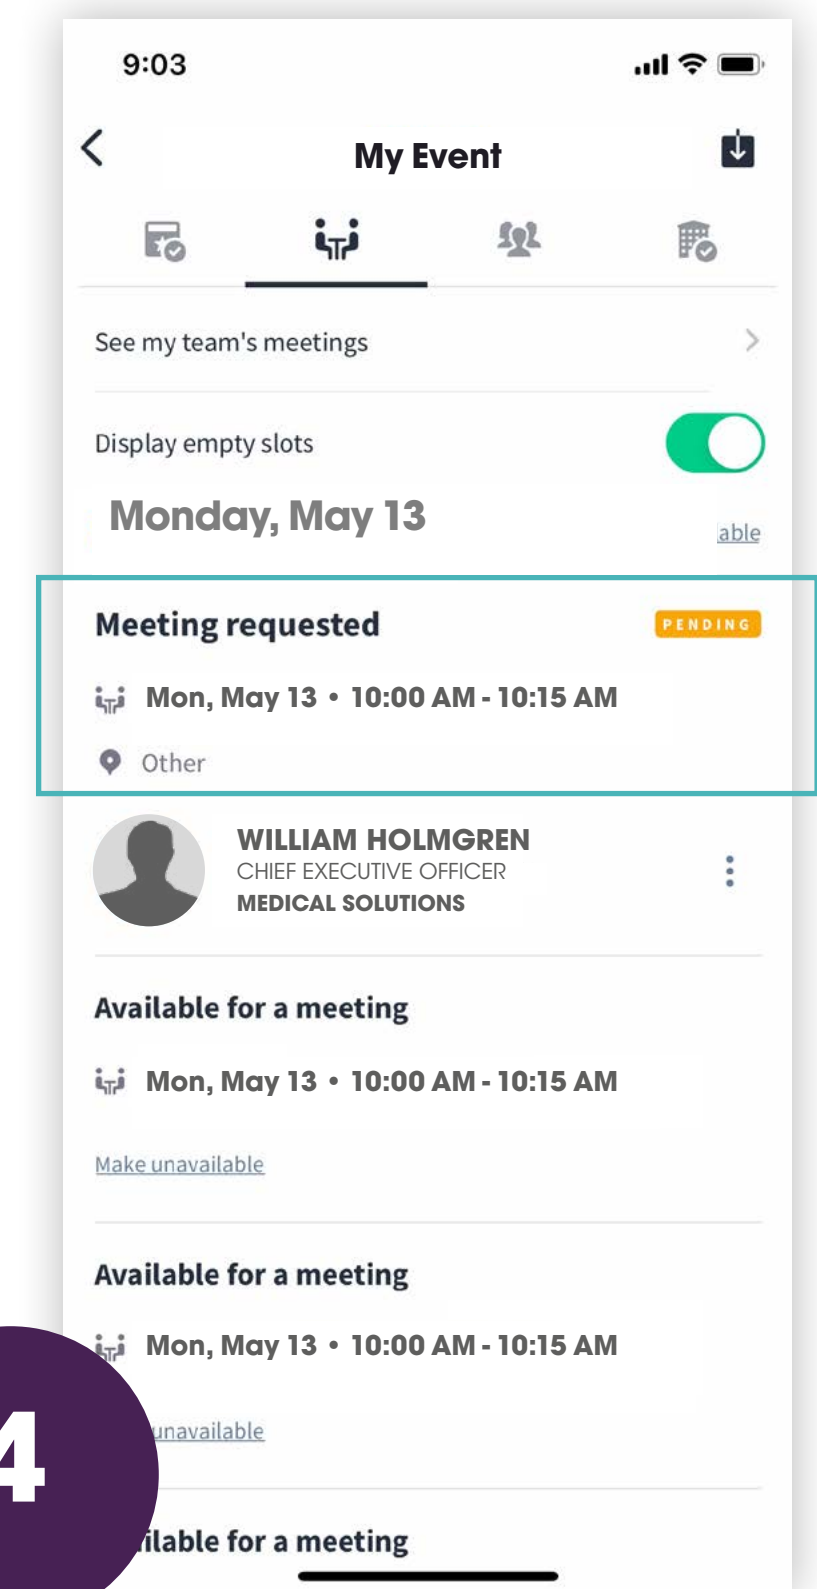 9:03
My Event
See my team's meetings
Display empty slots
Monday, May 13
able
Meeting requested
PENDING
Mon, May 13 • 10:00 AM - 10:15 AM
Other
WILLIAM HOLMGREN
CHIEF EXECUTIVE OFFICER
MEDICAL SOLUTIONS
Available for a meeting
Mon, May 13 • 10:00 AM - 10:15 AM
Make unavailable
Available for a meeting
Mon, May 13 • 10:00 AM - 10:15 AM
unavailable
4
ilable for a meeting